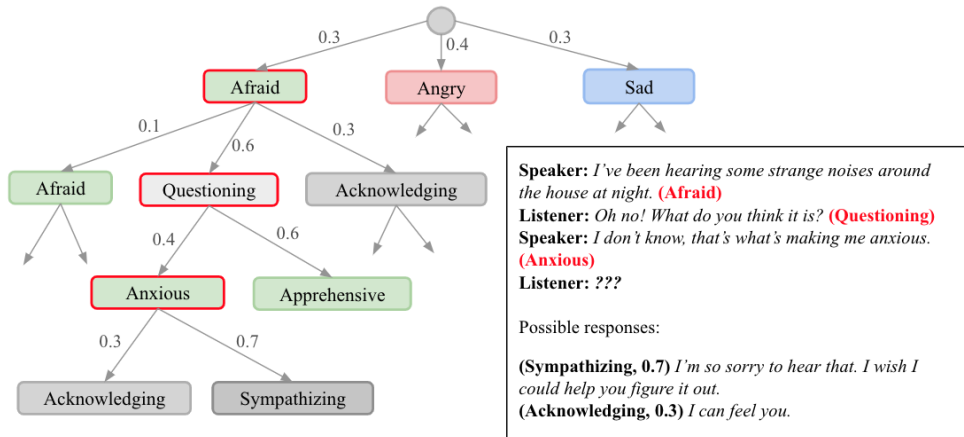 0.3
0.4
0.3
Afraid
Angry
Sad
0.1
0.6
0.3
Afraid
Questioning
Acknowledging
0.4
0.6
Anxious
Apprehensive
0.3
0.7
Acknowledging
Sympathizing
Speaker: I've been hearing some strange noises around
the house at night. (Afraid)
Listener: Oh no! What do you think it is? (Questioning)
Speaker: I don't know, that's what's making me anxious.
(Anxious)
Listener: ???
Possible responses:
(Sympathizing, 0.7) I'm so sorry to hear that. I wish I
could help you figure it out.
(Acknowledging, 0.3) I can feel you.